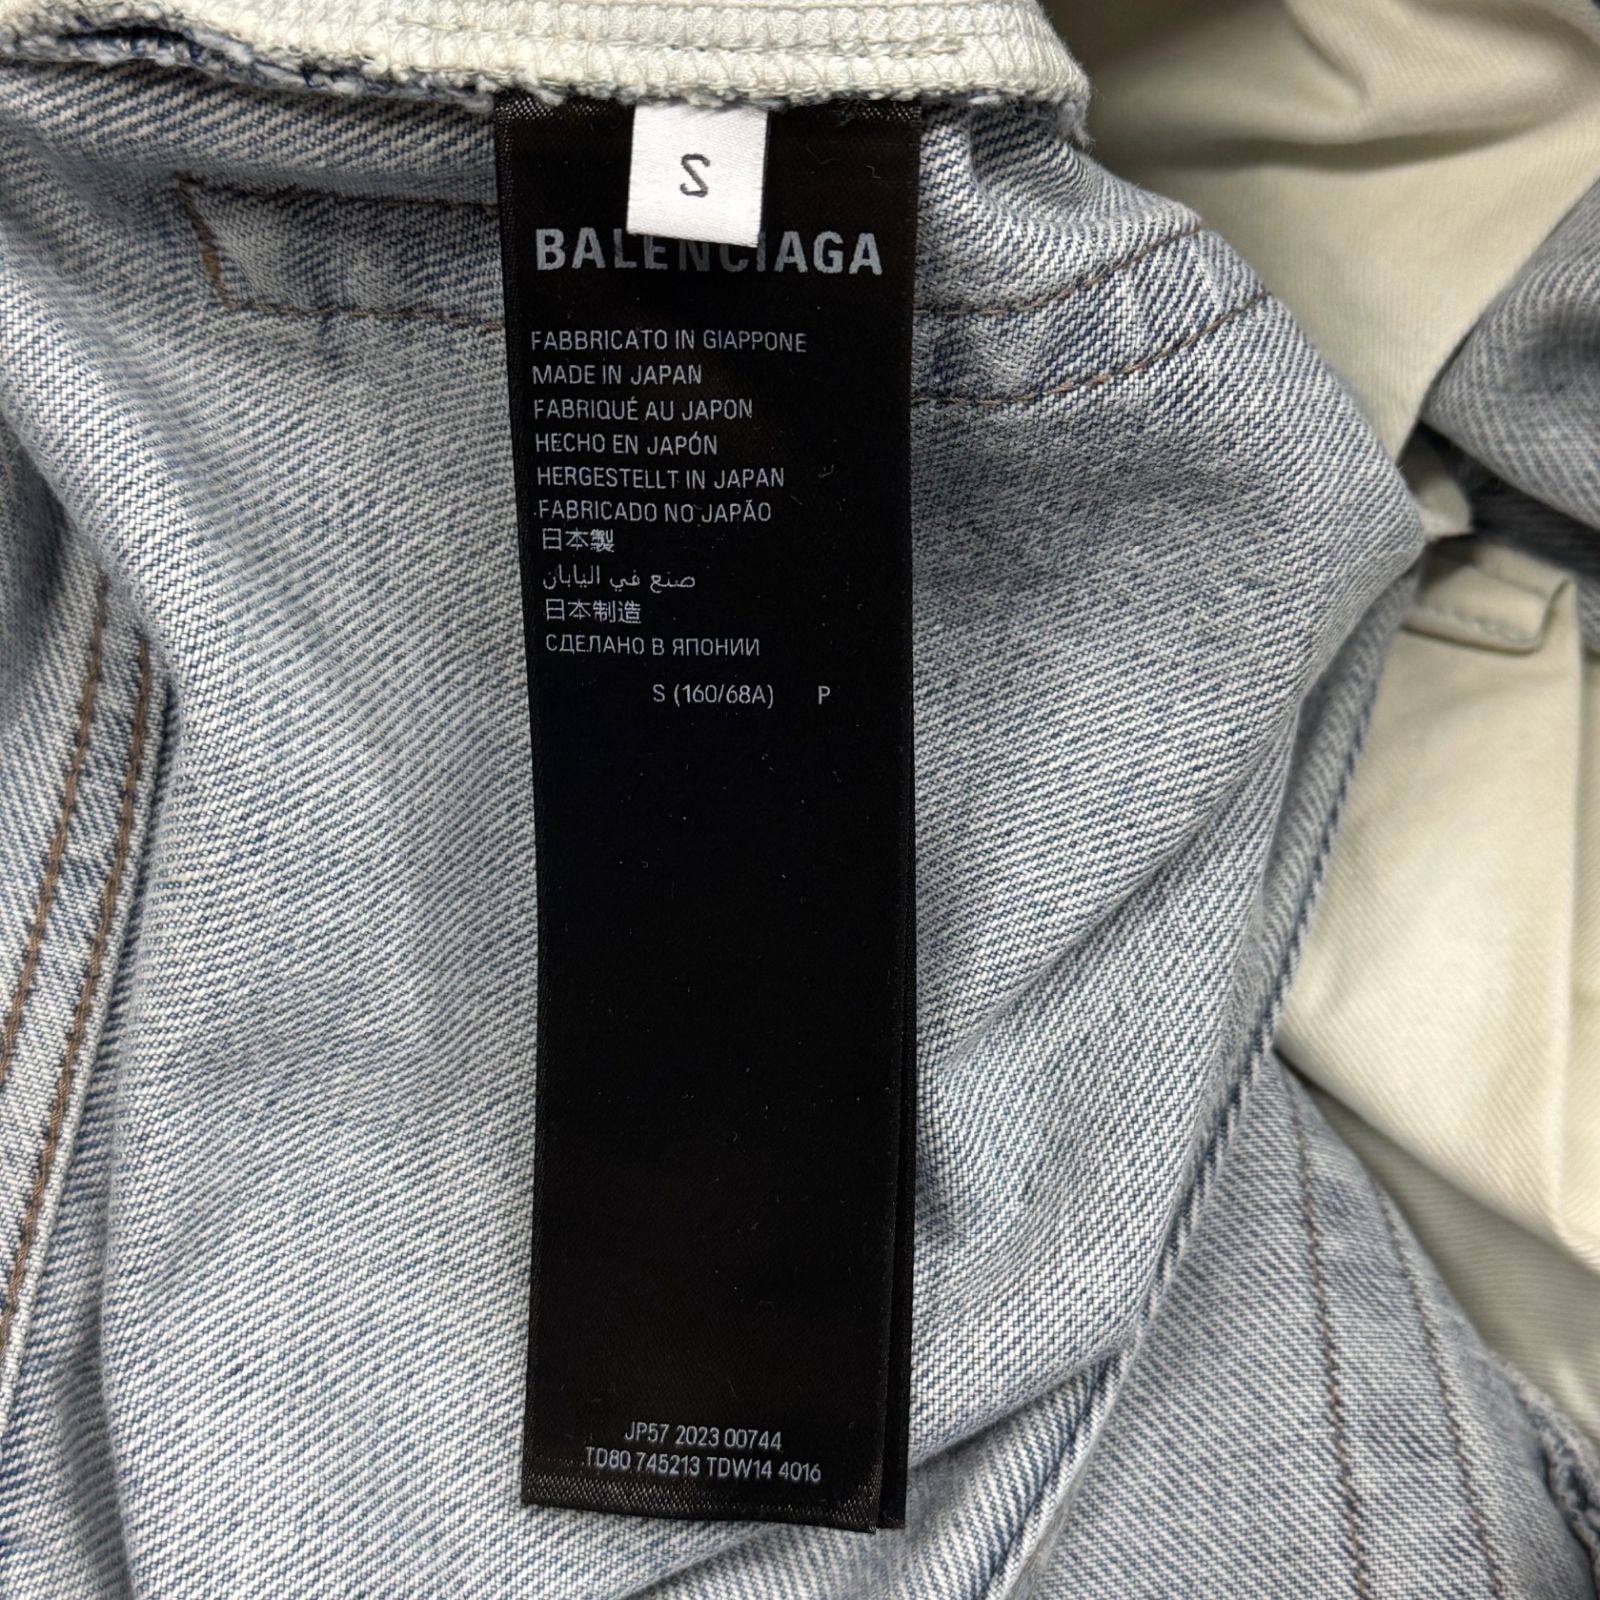 S
BALENCIAGA
FABBRICATO IN GIAPPONE
MADE IN JAPAN
FABRIQUÉ AU JAPON
HECHO EN JAPÓN
HERGESTELLT IN JAPAN
FABRICADO NO JAPÃO
日本製
صنع في اليابان
日本制造
СДЕЛАНО В ЯПОНИИ
S (160/68A) P
JP57 2023 00744
TD80 745213 TDW14 4016